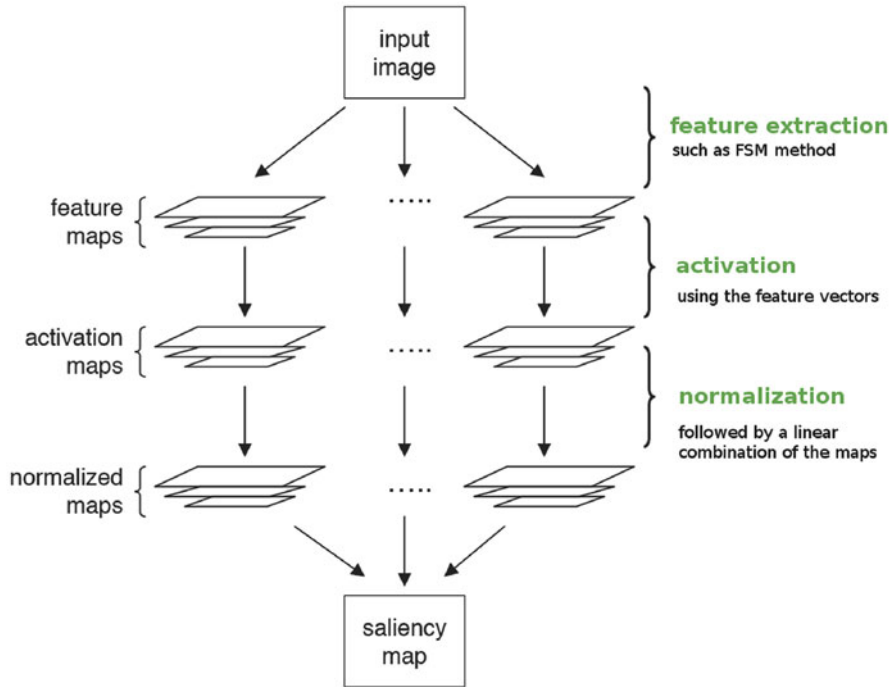 input
image
feature extraction
such as FSM method
feature
maps
.....
activation
using the feature vectors
activation
maps
.....
normalization
followed by a linear
combination of the maps
normalized
maps
.....
saliency
map